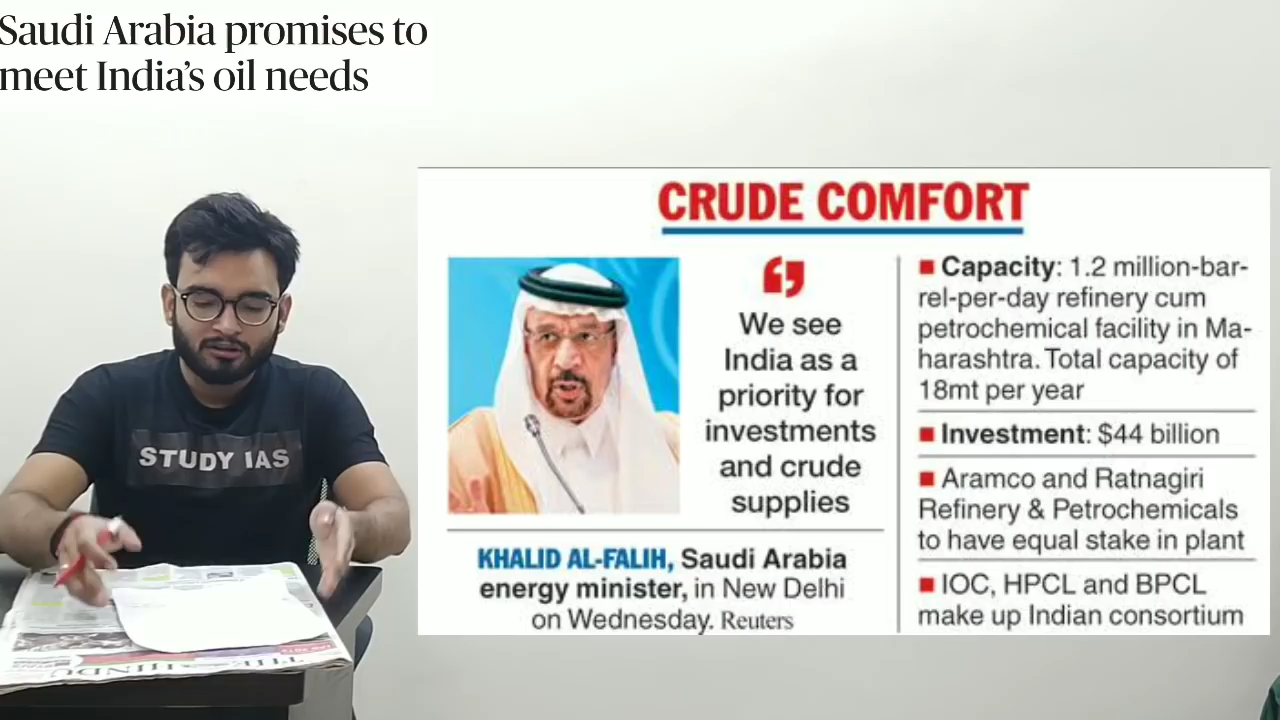 Saudi Arabia promises to
meet India's oil needs
CRUDE COMFORT
We see
India as a
priority for
investments
and crude
supplies
KHALID AL-FALIH, Saudi Arabia
energy minister, in New Delhi
on Wednesday. Reuters
Capacity: 1.2 million-bar-
rel-per-day refinery cum
petrochemical facility in Ma-
harashtra. Total capacity of
18mt per year
Investment: $44 billion
Aramco and Ratnagiri
Refinery & Petrochemicals
to have equal stake in plant
IOC, HPCL and BPCL
make up Indian consortium
STUDY IAS
THE HINDU